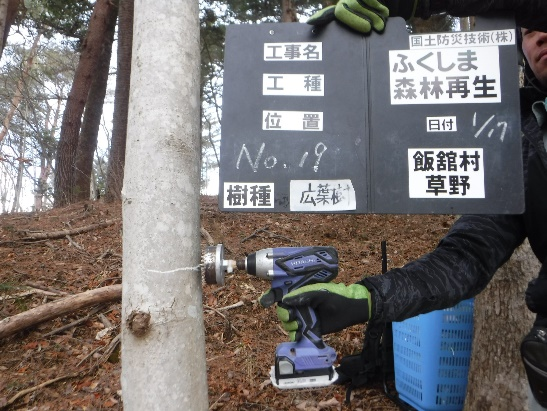 工事名
工種
位置
No.19
樹種
広葉樹
国土防災技術(株)
ふくしま
森林再生
日付
1/17
飯舘村
草野
HITACHI